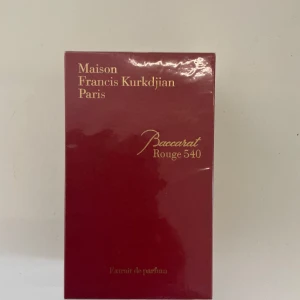 Maison
Francis Kurkdjian
Paris
Baccarat
Rouge 540
Extrait de parfum